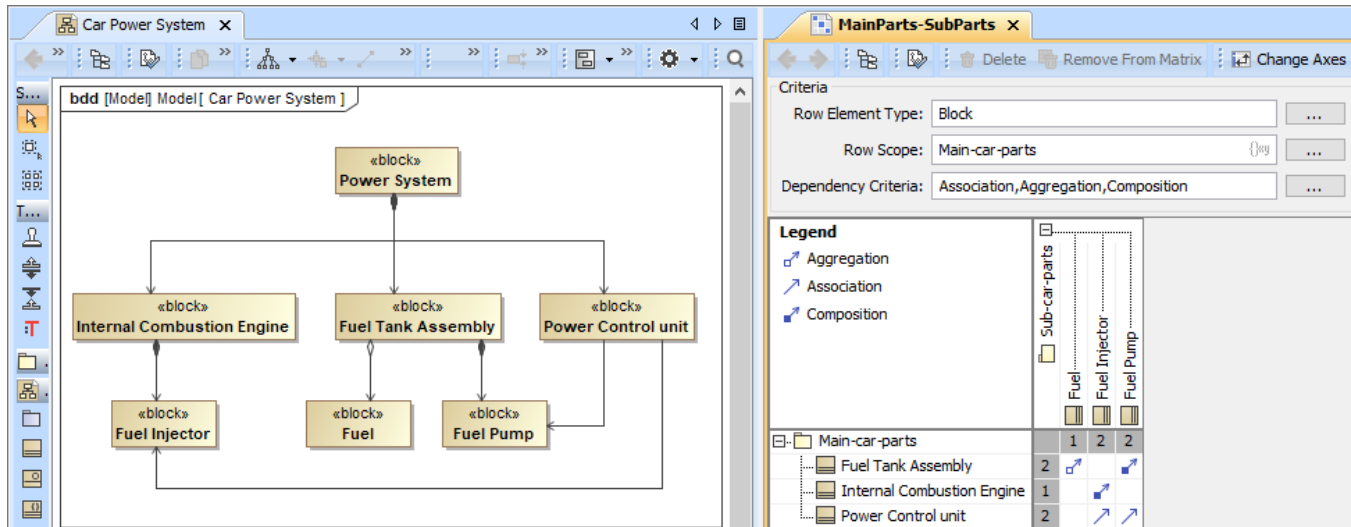 Car Power System X
S...
T...
bdd [Model] Model[ Car Power System ]
«block»
Power System
«block»
Internal Combustion Engine
«block»
Fuel Tank Assembly
«block»
Power Control unit
«block»
Fuel Injector
«block»
Fuel
«block»
Fuel Pump
MainParts-SubParts X
Delete Remove From Matrix Change Axes
Criteria
Row Element Type: Block ...
Row Scope: Main-car-parts ...
Dependency Criteria: Association,Aggregation,Composition ...
Legend
Aggregation
Association
Composition
Sub-car-parts
Fuel
Fuel Injector
Fuel Pump
Main-car-parts 1 2 2
Fuel Tank Assembly 2
Internal Combustion Engine 1
Power Control unit 2